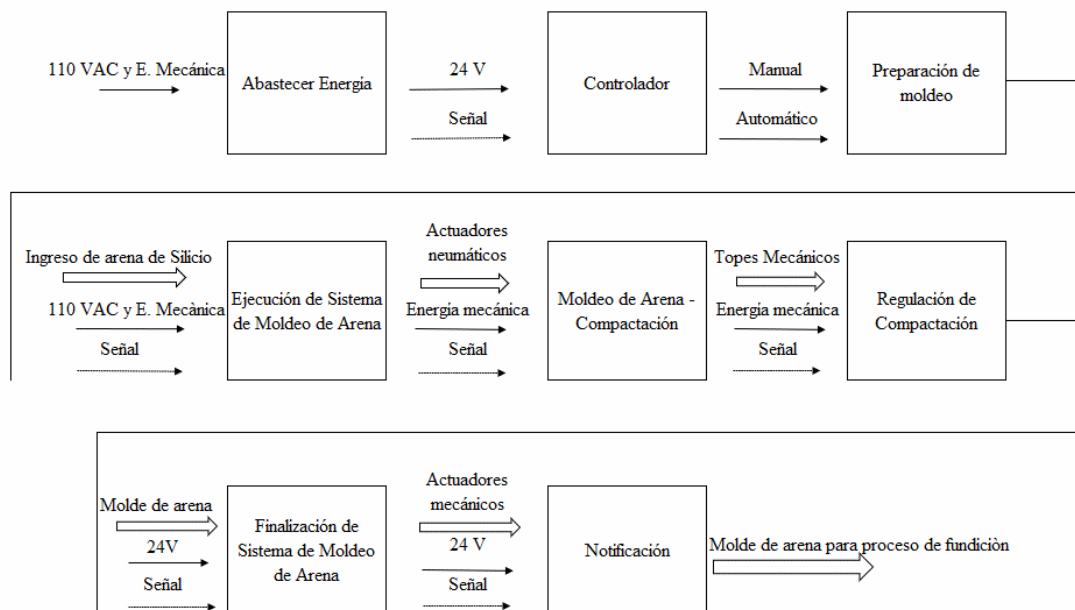 110 VAC y E. Mecánica
Abastecer Energia
24 V
Señal
Controlador
Manual
Automático
Preparación de
moldeo
Ingreso de arena de Silicio
110 VAC y E. Mecànica
Señal
Ejecución de Sistema
de Moldeo de Arena
Actuadores
neumáticos
Energía mecánica
Señal
Moldeo de Arena -
Compactación
Topes Mecánicos
Energía mecánica
Señal
Regulación de
Compactación
Molde de arena
24V
Señal
Finalización de
Sistema de Moldeo
de Arena
Actuadores
mecánicos
24 V
Señal
Notificación
Molde de arena para proceso de fundiciòn